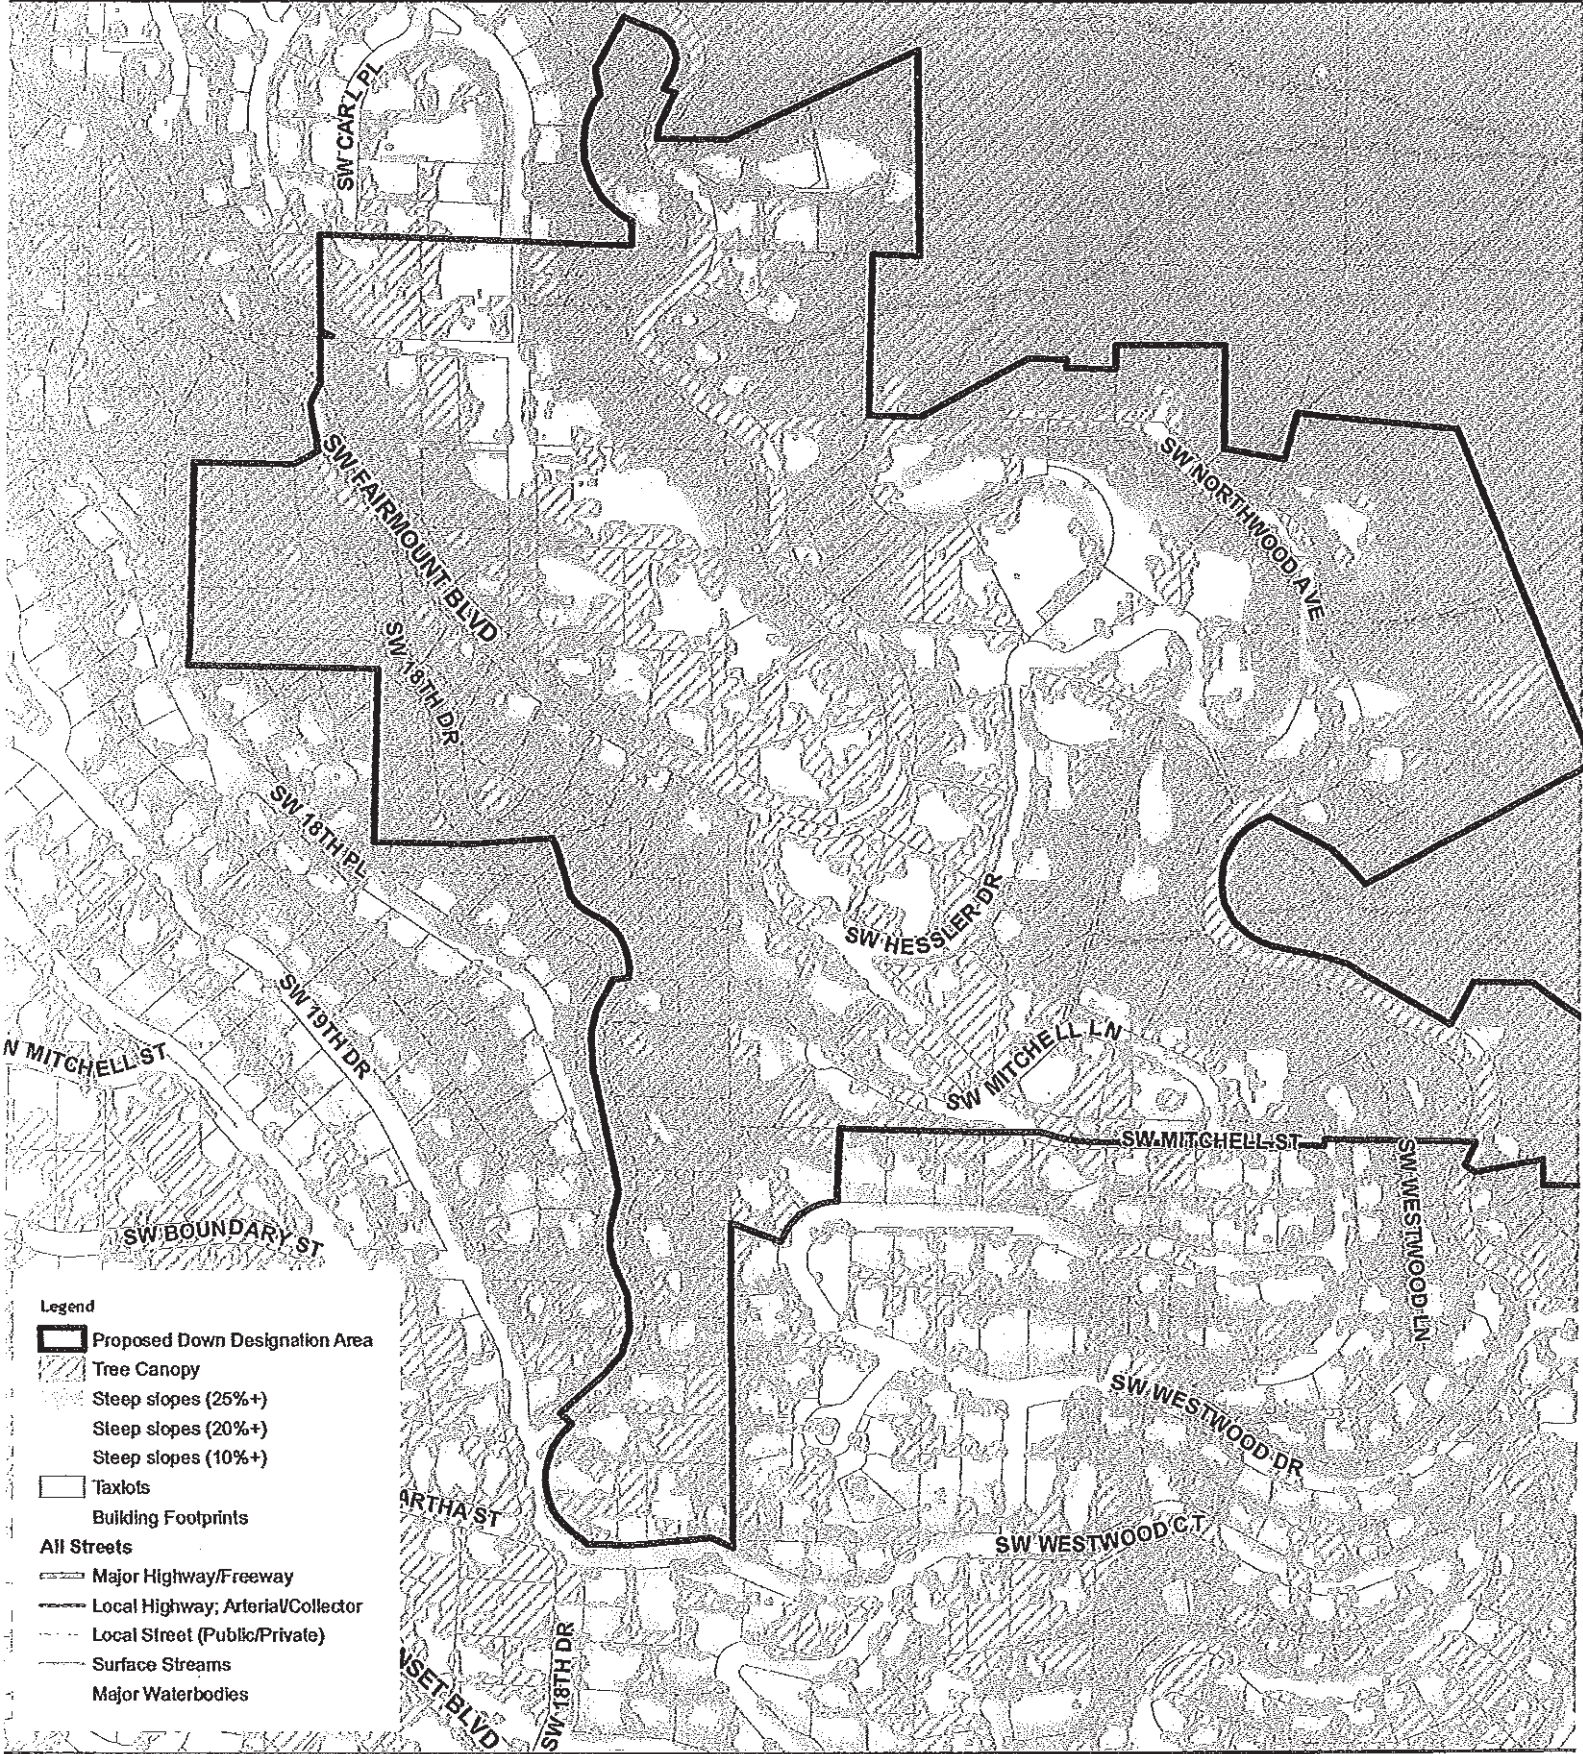 SW CARL PL
SW FAIRMOUNT BLVD
SW NORTHWOOD AVE
SW 18TH DR
SW 18TH PL
SW HESSLER DR
SW 19TH DR
SW MITCHELL LN
MITCHELL ST
SW MITCHELL ST
SW WESTWOOD LN
SW BOUNDARY ST
SW WESTWOOD DR
ARTHA ST
SW WESTWOOD CT
NSET BLVD
SW 18TH DR
Legend
Proposed Down Designation Area
Tree Canopy
Steep slopes (25%+)
Steep slopes (20%+)
Steep slopes (10%+)
Taxlots
Building Footprints
All Streets
Major Highway/Freeway
Local Highway; Arterial/Collector
Local Street (Public/Private)
Surface Streams
Major Waterbodies